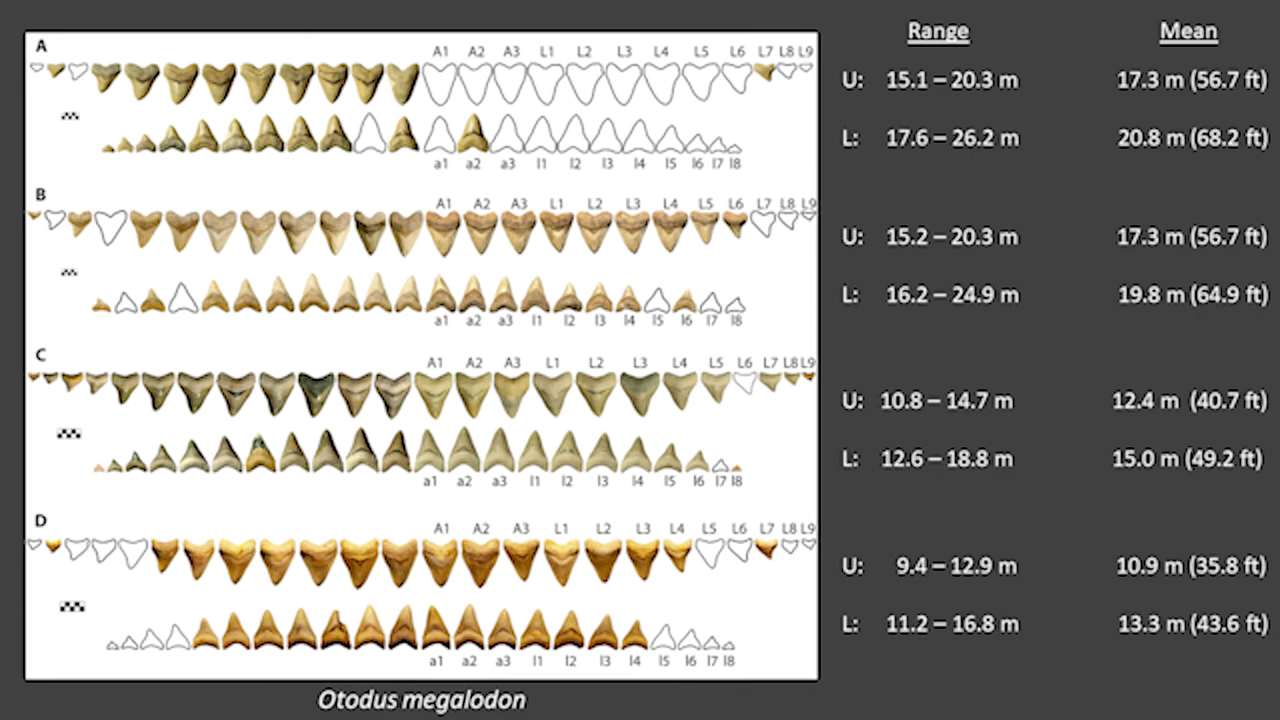 Range Mean
A
A1 A2 A3 L1 L2 L3 L4 L5 L6 L7 L8 L9
U: 15.1 – 20.3 m 17.3 m (56.7 ft)
L: 17.6 – 26.2 m 20.8 m (68.2 ft)
a1 a2 a3 l1 l2 l3 l4 l5 l6 l7 l8
B
A1 A2 A3 L1 L2 L3 L4 L5 L6 L7 L8 L9
U: 15.2 – 20.3 m 17.3 m (56.7 ft)
L: 16.2 – 24.9 m 19.8 m (64.9 ft)
a1 a2 a3 l1 l2 l3 l4 l5 l6 l7 l8
C
A1 A2 A3 L1 L2 L3 L4 L5 L6 L7 L8 L9
U: 10.8 – 14.7 m 12.4 m (40.7 ft)
L: 12.6 – 18.8 m 15.0 m (49.2 ft)
a1 a2 a3 l1 l2 l3 l4 l5 l6 l7 l8
D
A1 A2 A3 L1 L2 L3 L4 L5 L6 L7 L8 L9
U: 9.4 – 12.9 m 10.9 m (35.8 ft)
L: 11.2 – 16.8 m 13.3 m (43.6 ft)
a1 a2 a3 l1 l2 l3 l4 l5 l6 l7 l8
Otodus megalodon